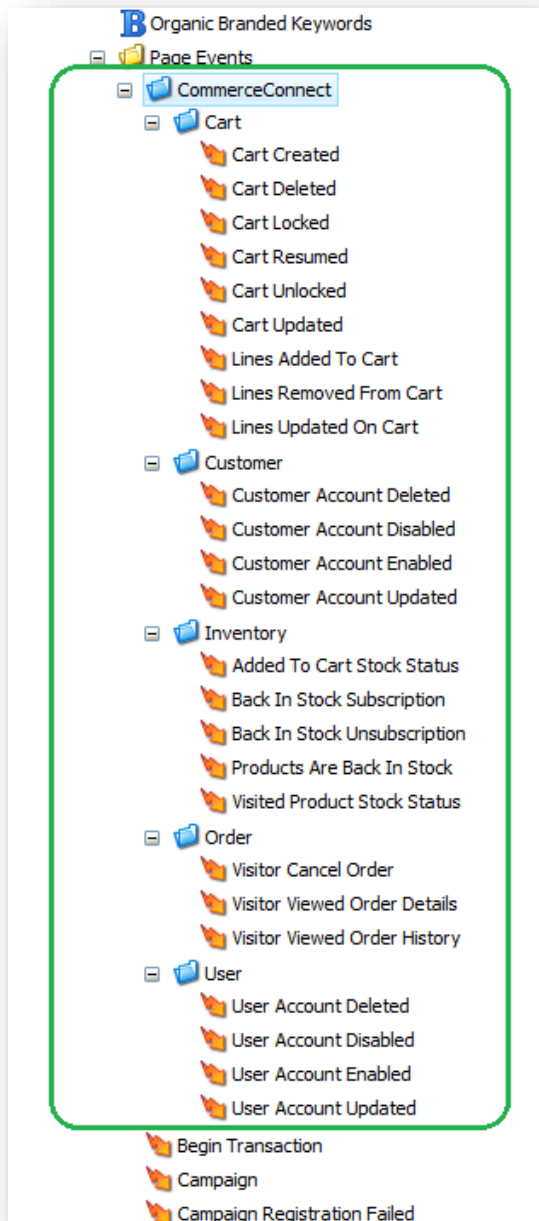 Organic Branded Keywords
Page Events
CommerceConnect
Cart
Cart Created
Cart Deleted
Cart Locked
Cart Resumed
Cart Unlocked
Cart Updated
Lines Added To Cart
Lines Removed From Cart
Lines Updated On Cart
Customer
Customer Account Deleted
Customer Account Disabled
Customer Account Enabled
Customer Account Updated
Inventory
Added To Cart Stock Status
Back In Stock Subscription
Back In Stock Unsubscription
Products Are Back In Stock
Visited Product Stock Status
Order
Visitor Cancel Order
Visitor Viewed Order Details
Visitor Viewed Order History
User
User Account Deleted
User Account Disabled
User Account Enabled
User Account Updated
Begin Transaction
Campaign
Campaign Registration Failed